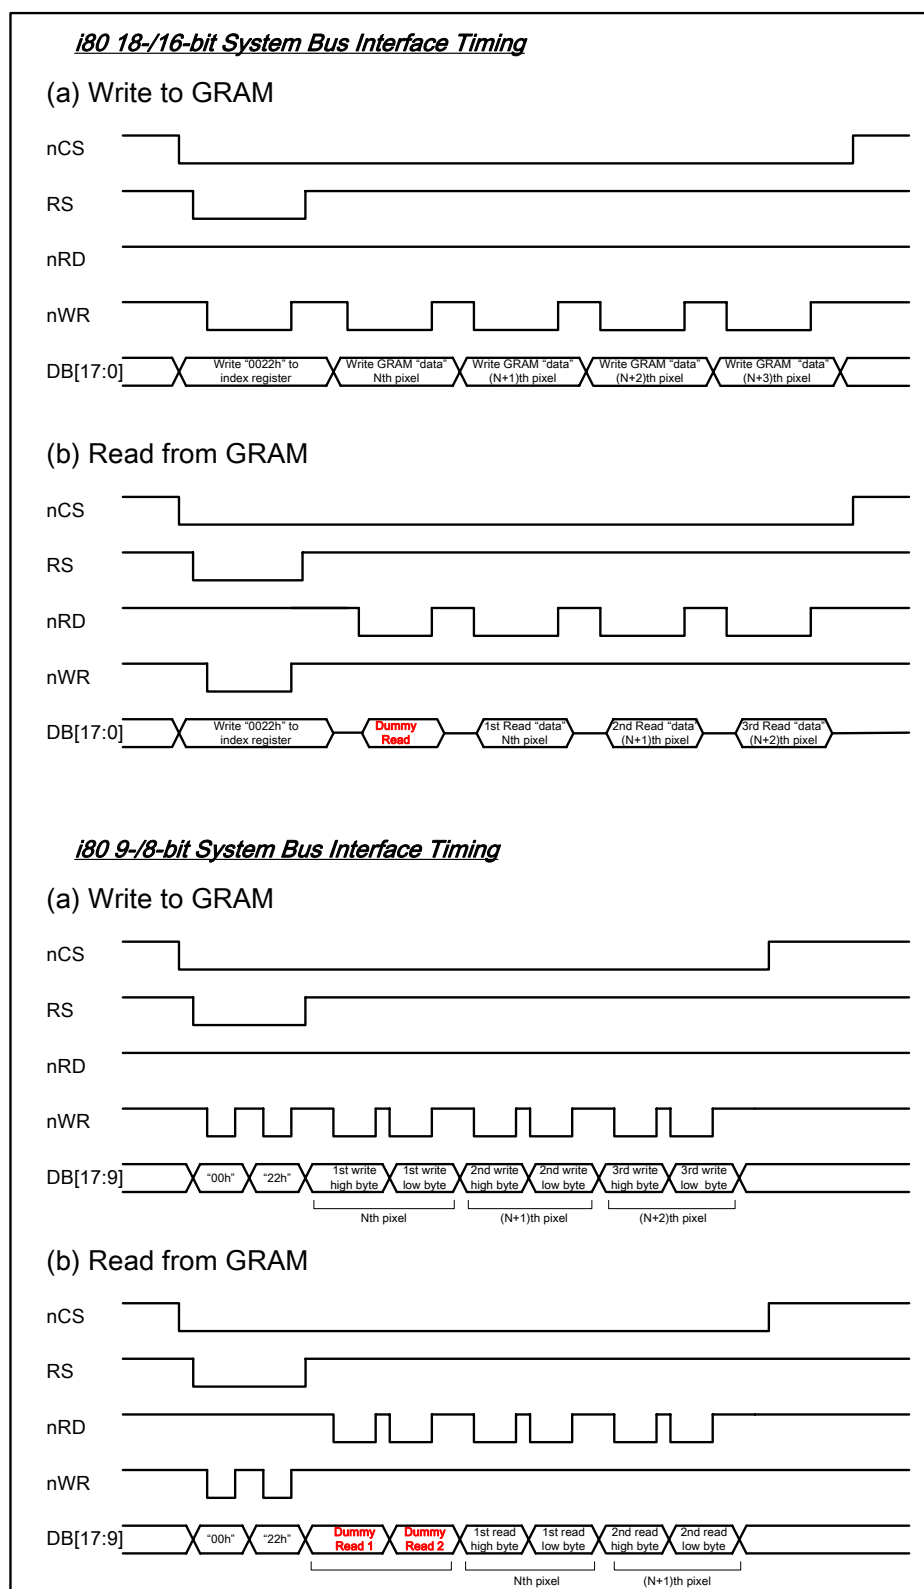 i80 18-/16-bit System Bus Interface Timing
(a) Write to GRAM
nCS
RS
nRD
nWR
DB[17:0]
Write “0022h” to index register
Write GRAM “data” Nth pixel
Write GRAM “data” (N+1)th pixel
Write GRAM “data” (N+2)th pixel
Write GRAM “data” (N+3)th pixel
(b) Read from GRAM
nCS
RS
nRD
nWR
DB[17:0]
Write “0022h” to index register
Dummy Read
1st Read “data” Nth pixel
2nd Read “data” (N+1)th pixel
3rd Read “data” (N+2)th pixel
i80 9-/8-bit System Bus Interface Timing
(a) Write to GRAM
nCS
RS
nRD
nWR
DB[17:9]
“00h”
“22h”
1st write high byte
1st write low byte
2nd write high byte
2nd write low byte
3rd write high byte
3rd write low byte
Nth pixel
(N+1)th pixel
(N+2)th pixel
(b) Read from GRAM
nCS
RS
nRD
nWR
DB[17:9]
“00h”
“22h”
Dummy Read 1
Dummy Read 2
1st read high byte
1st read low byte
2nd read high byte
2nd read low byte
Nth pixel
(N+1)th pixel